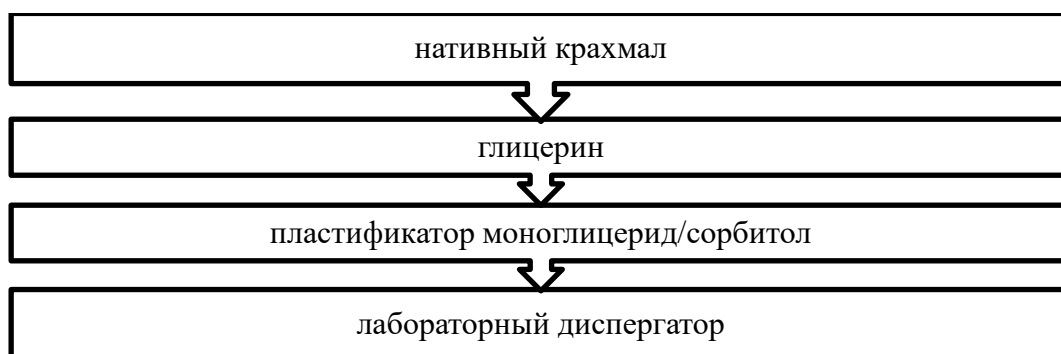 нативный крахмал
глицерин
пластификатор моноглицерид/сорбитол
лабораторный диспергатор